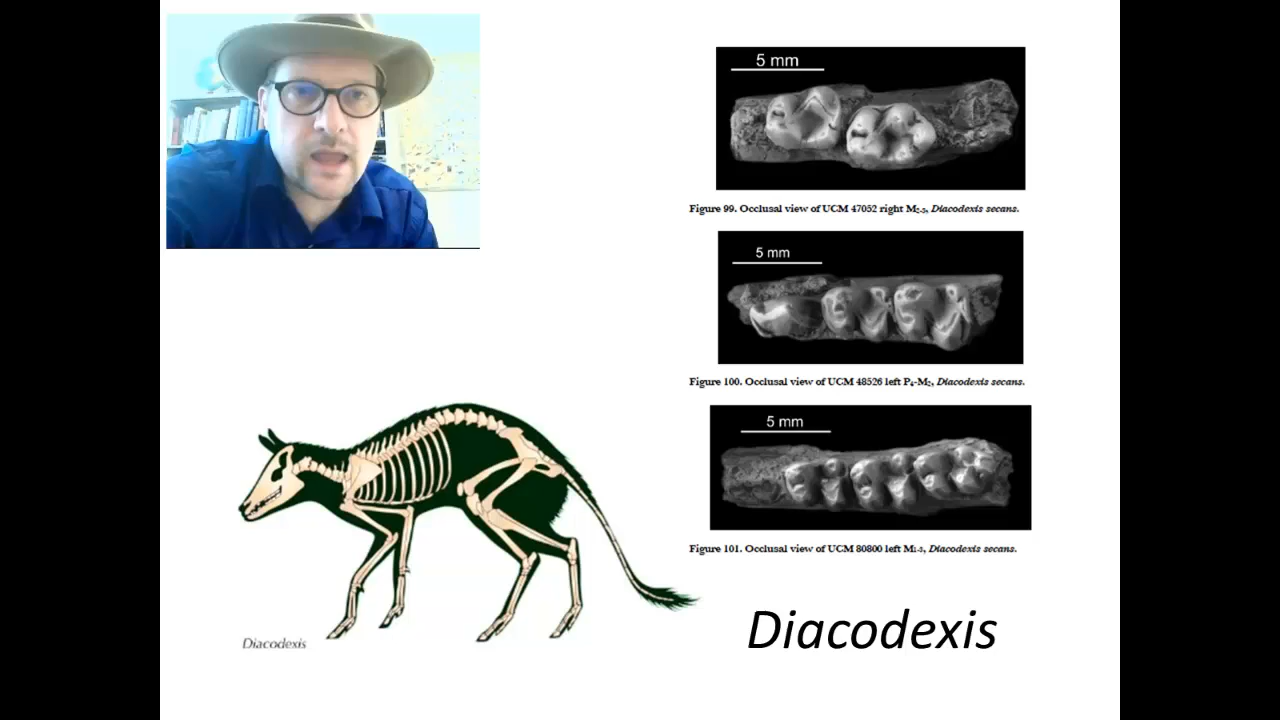 5 mm
Figure 99. Occlusal view of UCM 47052 right M₂₋₃, Diacodexis secans.
5 mm
Figure 100. Occlusal view of UCM 48526 left P₄-M₂, Diacodexis secans.
5 mm
Figure 101. Occlusal view of UCM 80800 left M₁₋₃, Diacodexis secans.
Diacodexis
Diacodexis